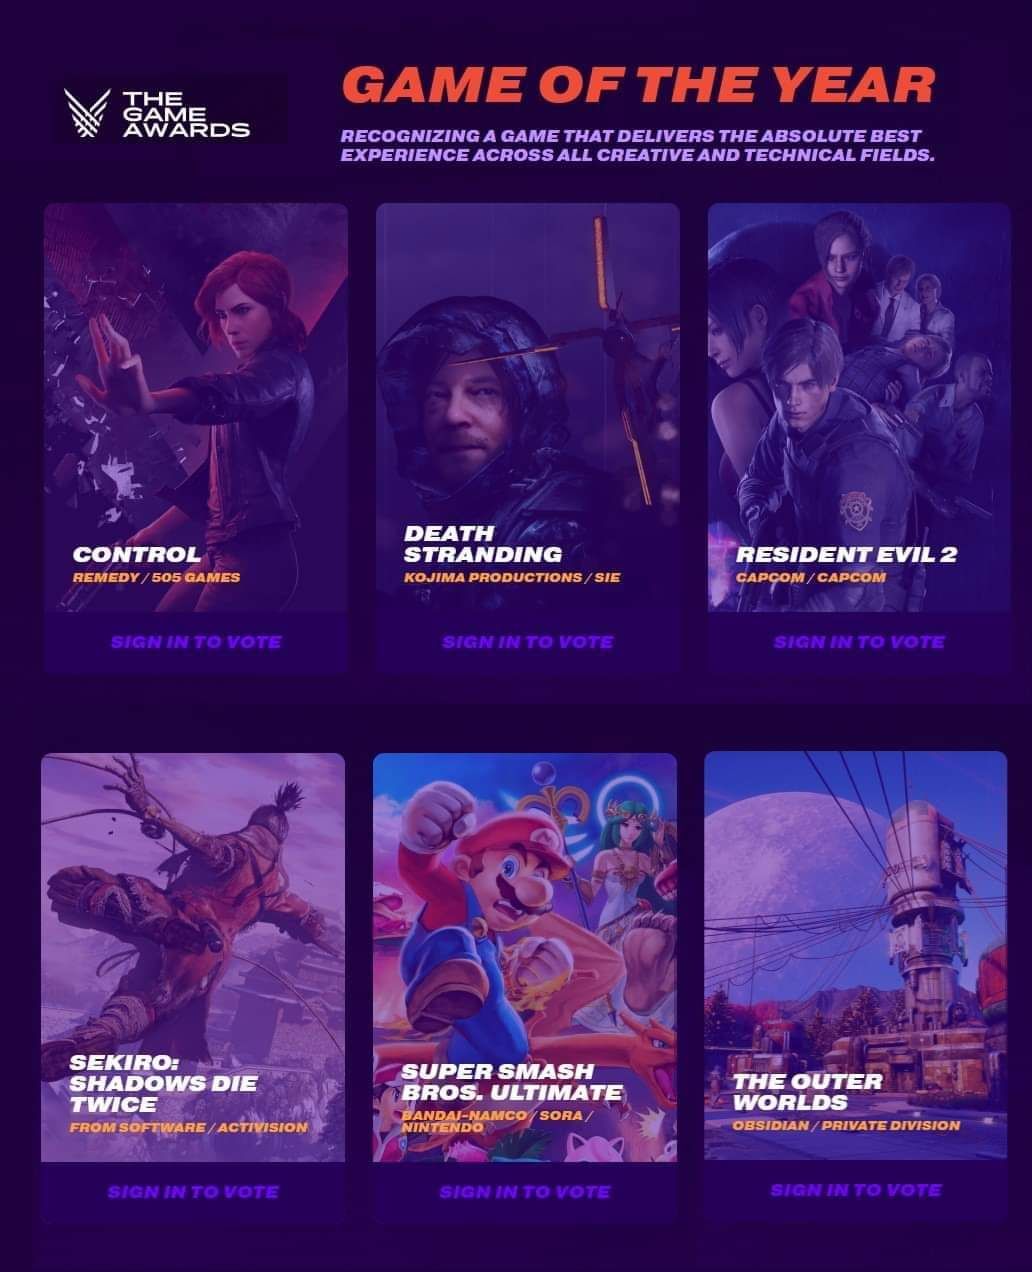 THE
GAME
AWARDS
GAME OF THE YEAR
RECOGNIZING A GAME THAT DELIVERS THE ABSOLUTE BEST
EXPERIENCE ACROSS ALL CREATIVE AND TECHNICAL FIELDS.
CONTROL
REMEDY / 505 GAMES
SIGN IN TO VOTE
DEATH
STRANDING
KOJIMA PRODUCTIONS / SIE
SIGN IN TO VOTE
RESIDENT EVIL 2
CAPCOM / CAPCOM
SIGN IN TO VOTE
SEKIRO:
SHADOWS DIE
TWICE
FROM SOFTWARE / ACTIVISION
SIGN IN TO VOTE
SUPER SMASH
BROS. ULTIMATE
BANDAI-NAMCO / SORA /
NINTENDO
SIGN IN TO VOTE
THE OUTER
WORLDS
OBSIDIAN / PRIVATE DIVISION
SIGN IN TO VOTE